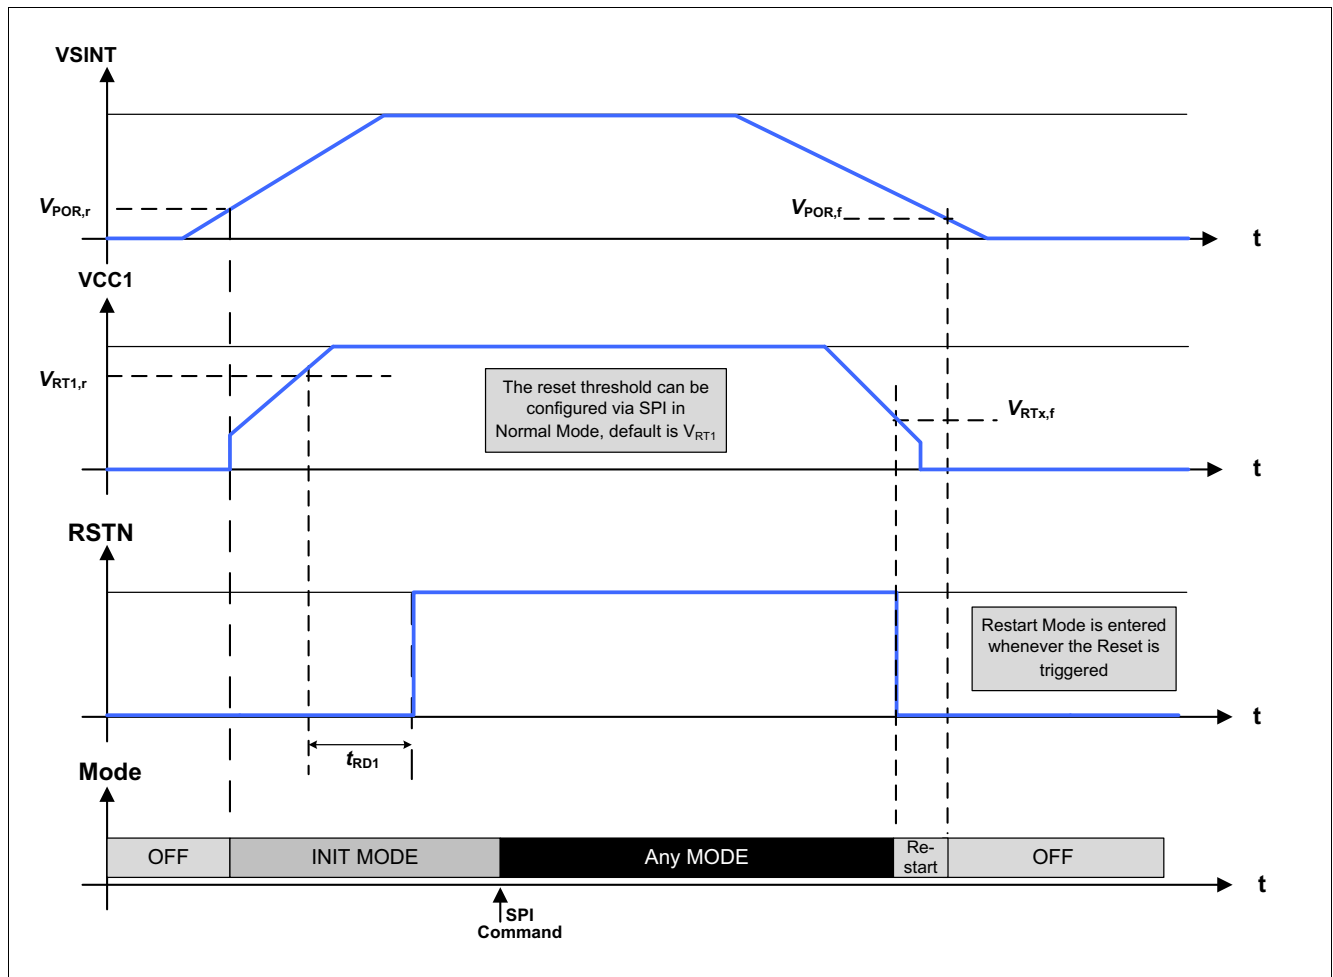 VSINT
VPOR,r
VPOR,f
t
VCC1
VRT1,r
The reset threshold can be
configured via SPI in
Normal Mode, default is VRT1
VRTx,f
t
RSTN
Restart Mode is entered
whenever the Reset is
triggered
t
tRD1
Mode
OFF
INIT MODE
Any MODE
Re-
start
OFF
t
SPI
Command